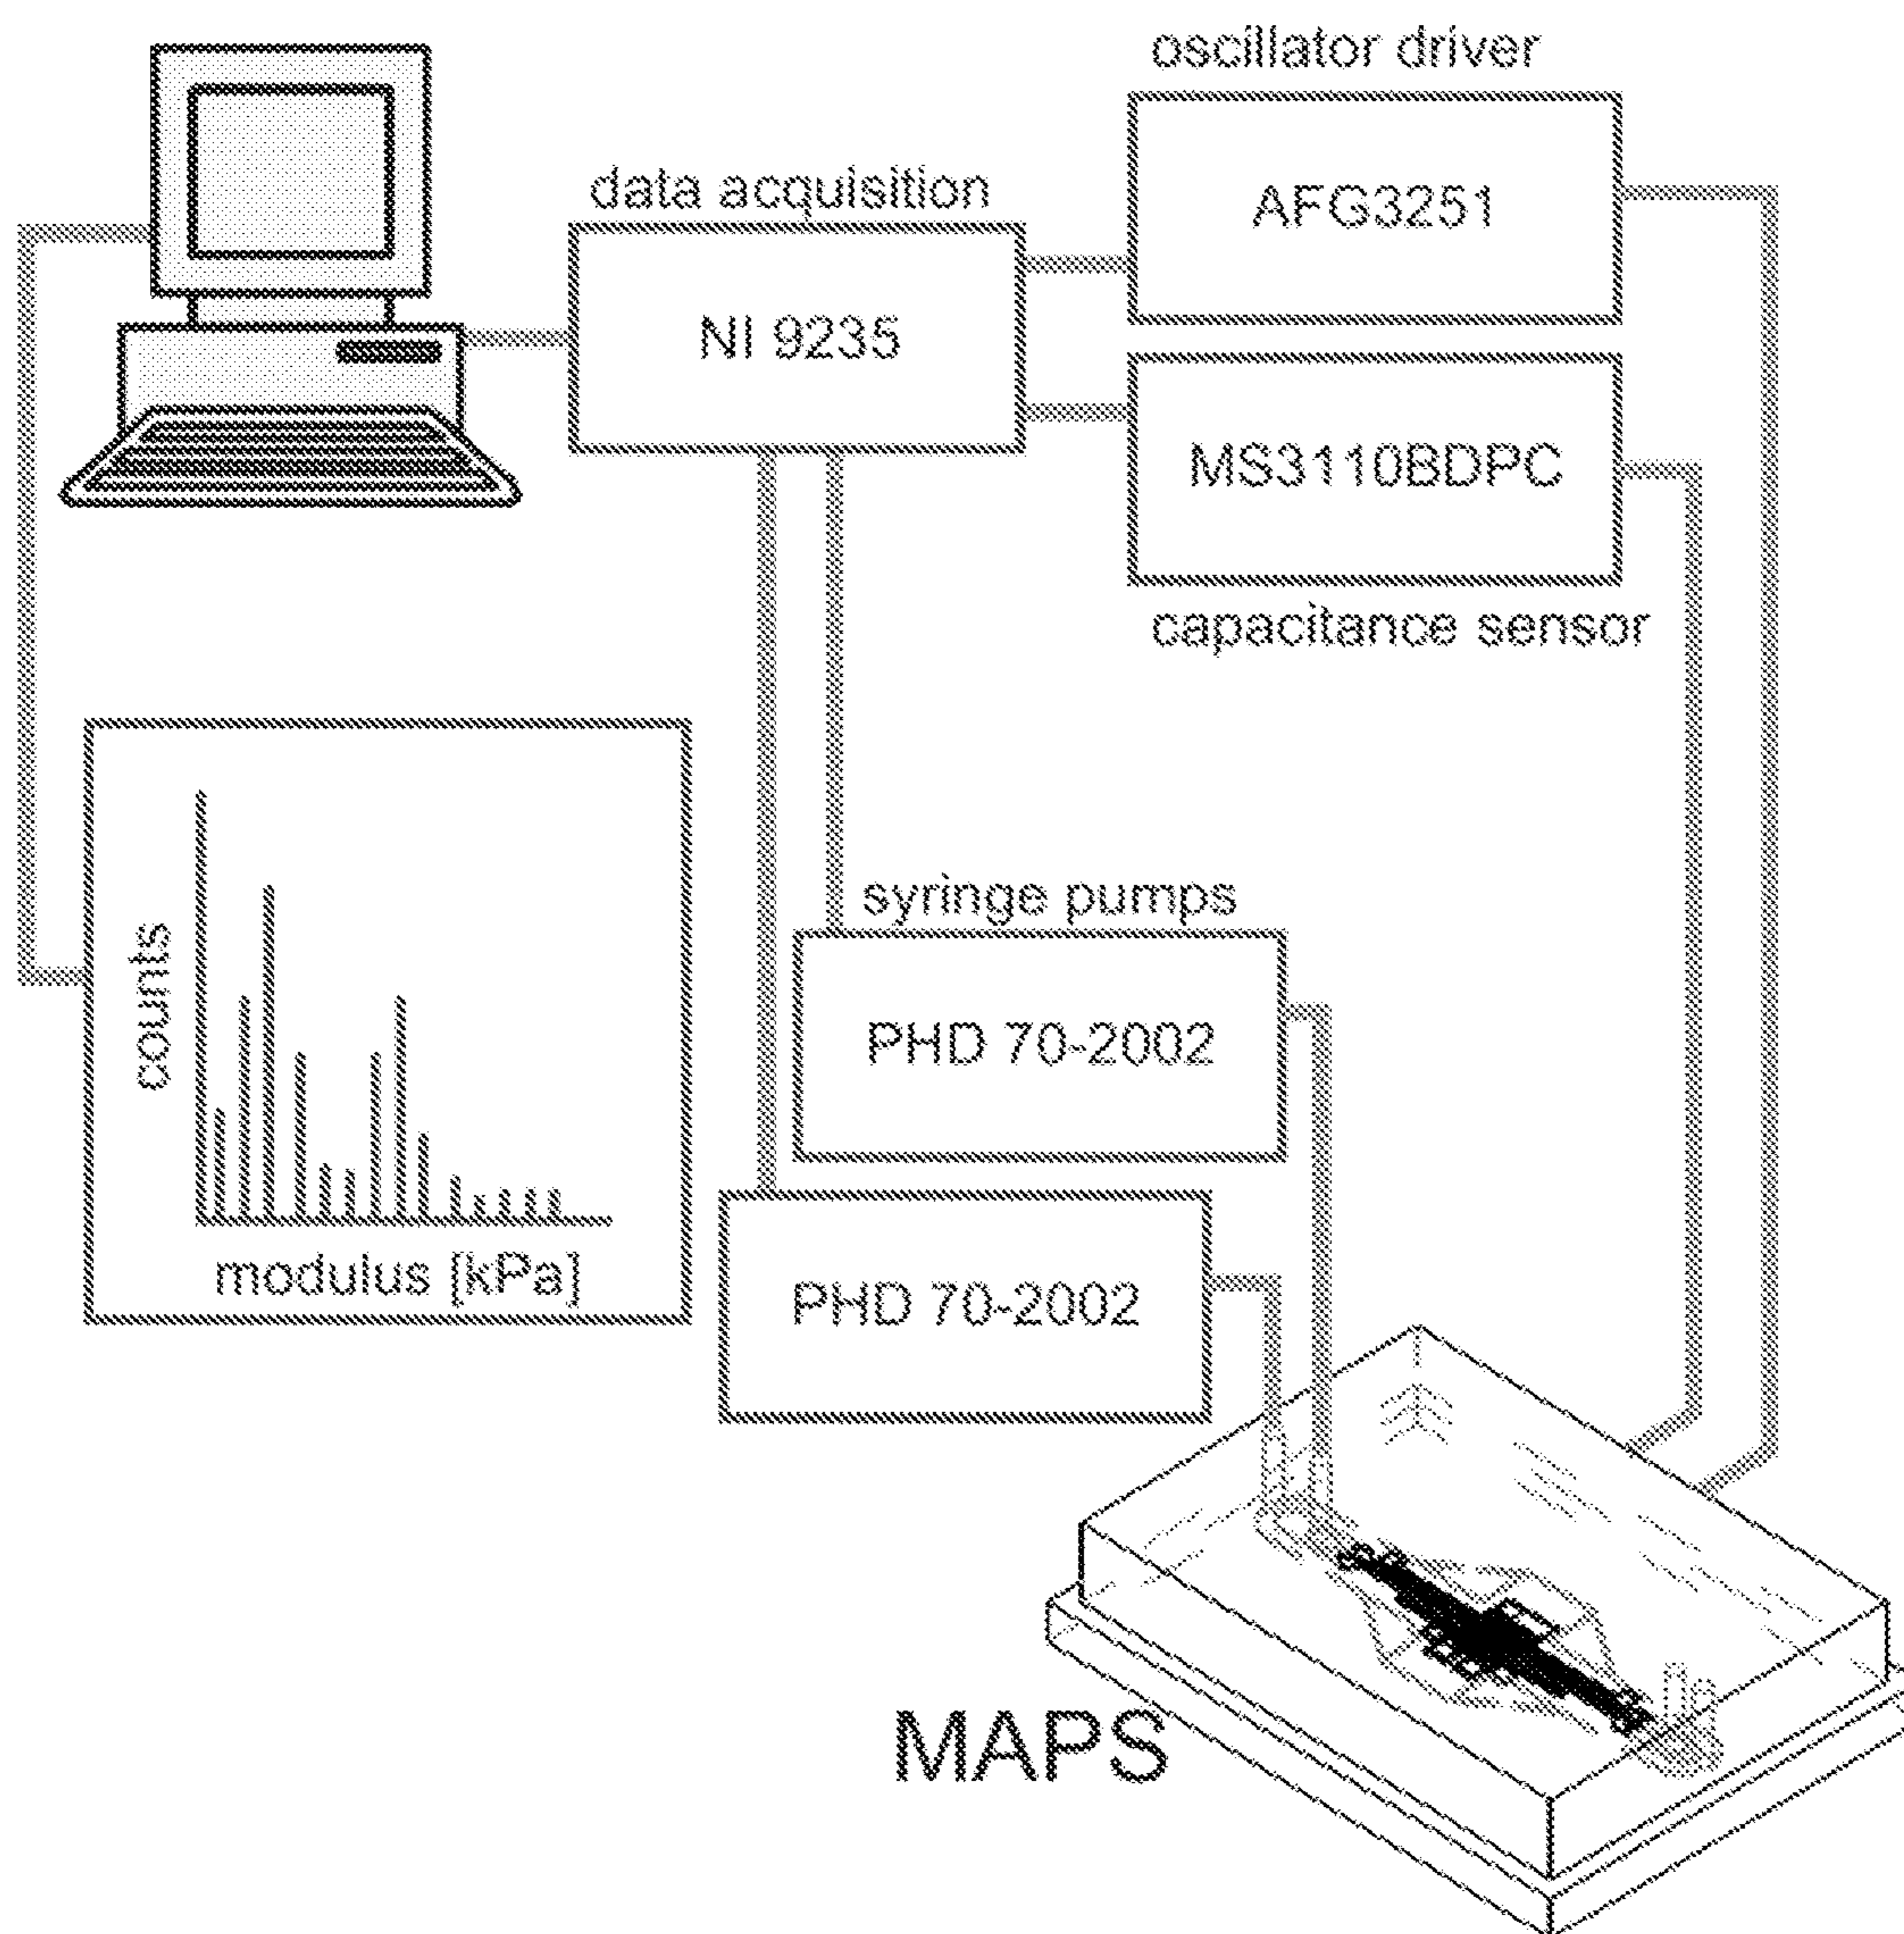 oscillator driver
AFG3251
data acquisition
NI 9235
MS3110BDPC
capacitance sensor
syringe pumps
PHD 70-2002
counts
modulus [kPa]
PHD 70-2002
MAPS